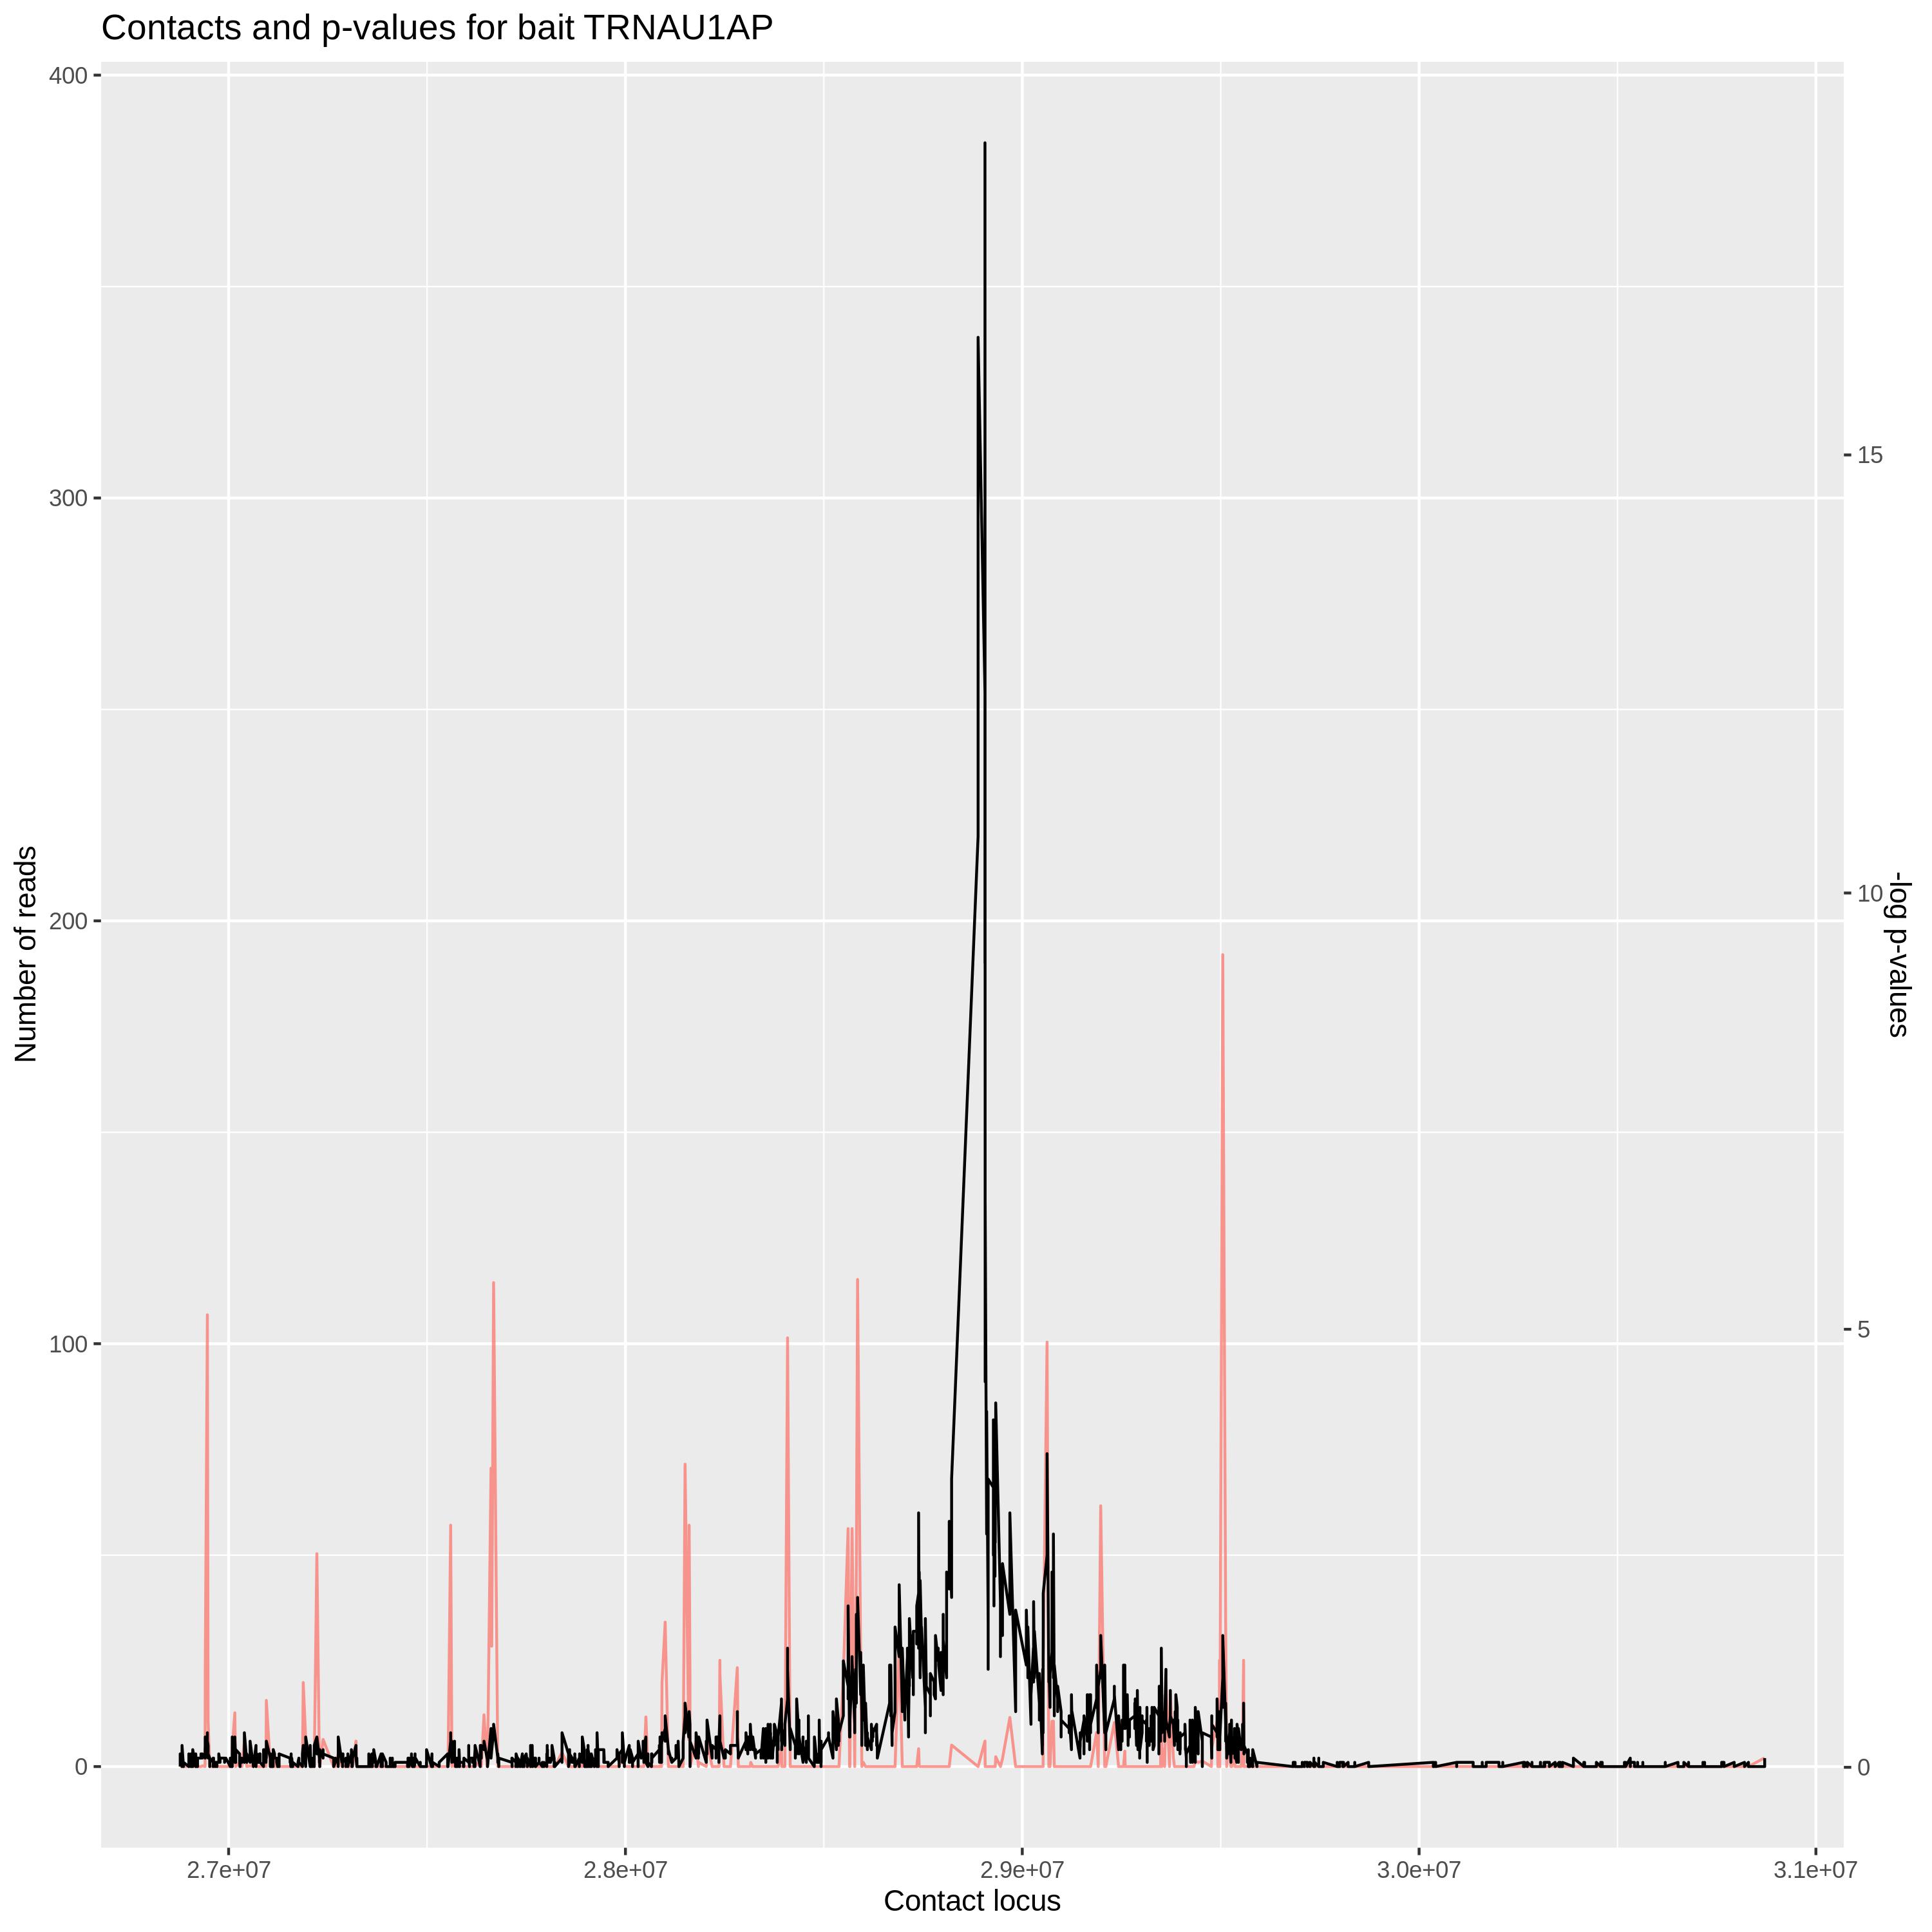 Contacts and p-values for bait TRNAU1AP
400
300
200
100
0
Number of reads
15
10
5
0
-log p-values
2.7e+07
2.8e+07
2.9e+07
3.0e+07
3.1e+07
Contact locus